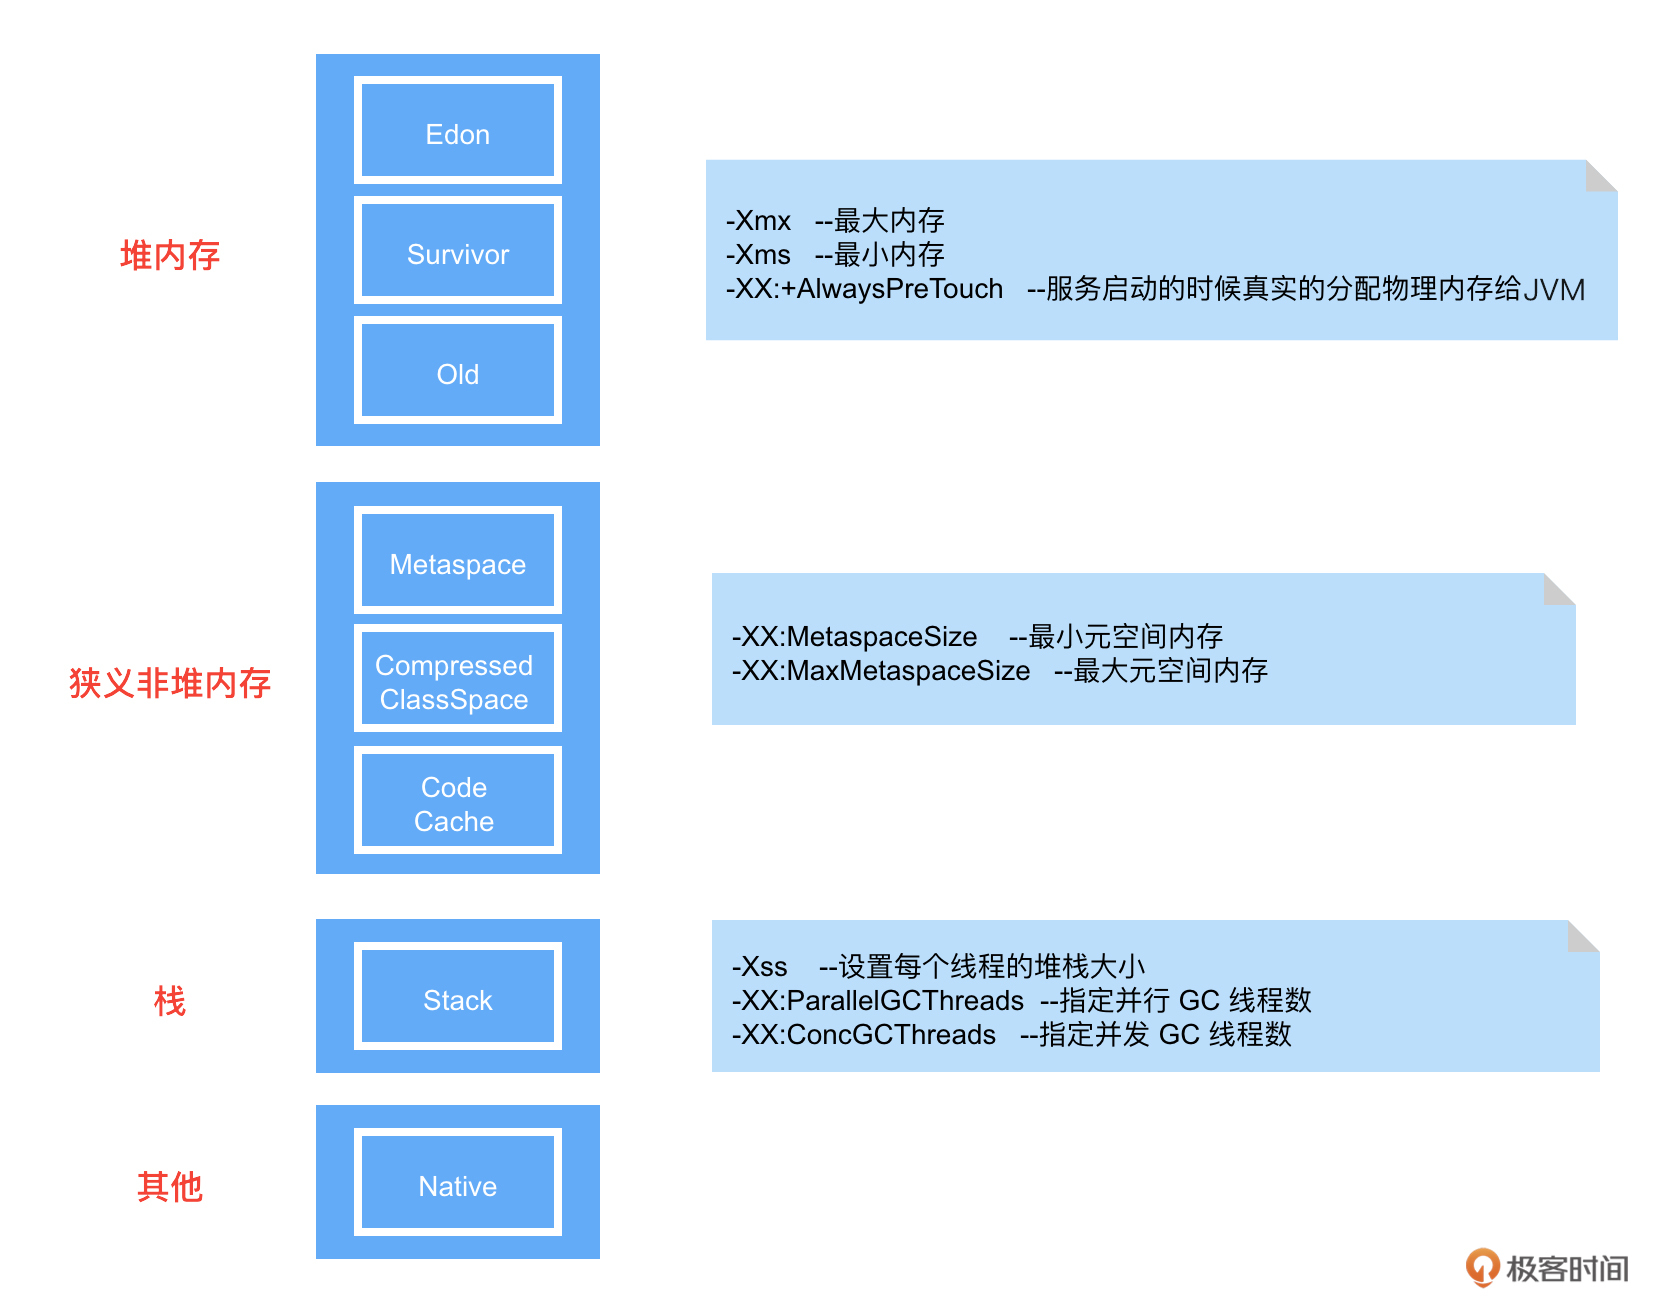 堆内存
Edon
Survivor
Old
-Xmx --最大内存
-Xms --最小内存
-XX:+AlwaysPreTouch --服务启动的时候真实的分配物理内存给JVM
狭义非堆内存
Metaspace
Compressed
ClassSpace
Code
Cache
-XX:MetaspaceSize --最小元空间内存
-XX:MaxMetaspaceSize --最大元空间内存
栈
Stack
-Xss --设置每个线程的堆栈大小
-XX:ParallelGCThreads --指定并行 GC 线程数
-XX:ConcGCThreads --指定并发 GC 线程数
其他
Native
极客时间